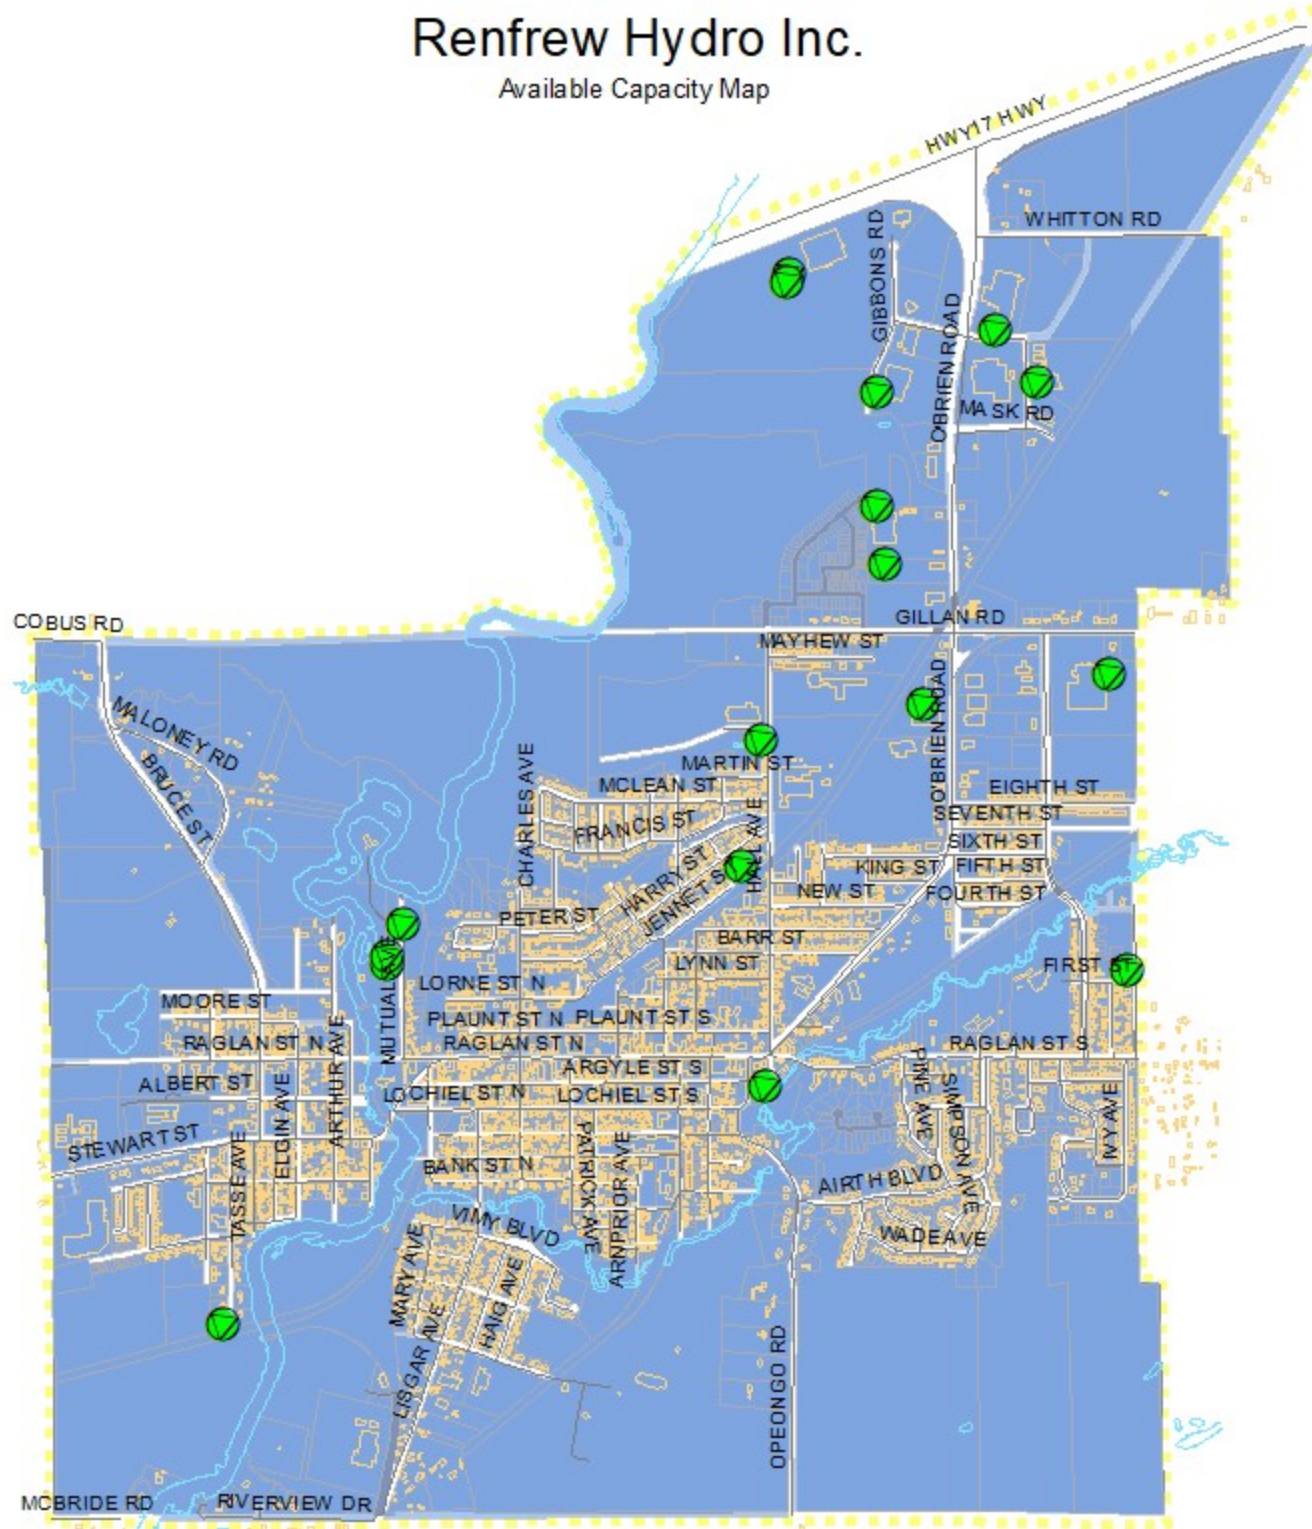 Renfrew Hydro Inc.
Available Capacity Map
HWY17 HWY
WHITTON RD
GIBBONS RD
O'BRIEN ROAD
MASK RD
COBUS RD
GILLAN RD
MAYHEW ST
MALONEY RD
BRUCE ST
O'BRIEN ROAD
CHARLES AVE
MARTIN ST
MCLEAN ST
EIGHTH ST
SEVENTH ST
FRANCIS ST
HALL AVE
SIXTH ST
HARRY ST
KING ST
FIFTH ST
JENNET ST
NEW ST
FOURTH ST
PETER ST
BARR ST
LYNN ST
FIRST ST
MUTUAL AVE
LORNE ST N
MOORE ST
PLAUNT ST N
PLAUNT ST S
RAGLAN ST N
RAGLAN ST N
RAGLAN ST S
ARTHUR AVE
ARGYLE ST S
ALBERT ST
ELGIN AVE
LOCHIEL ST N
LOCHIEL ST S
PINE AVE
SIMPSON AVE
IVY AVE
STEWART ST
TASSE AVE
BANK ST N
PATRICK AVE
ARNPRIOR AVE
AIRTH BLVD
VIMY BLVD
WADE AVE
MARY AVE
HAIG AVE
LISGAR AVE
OPEONGO RD
MCBRIDE RD
RIVERVIEW DR